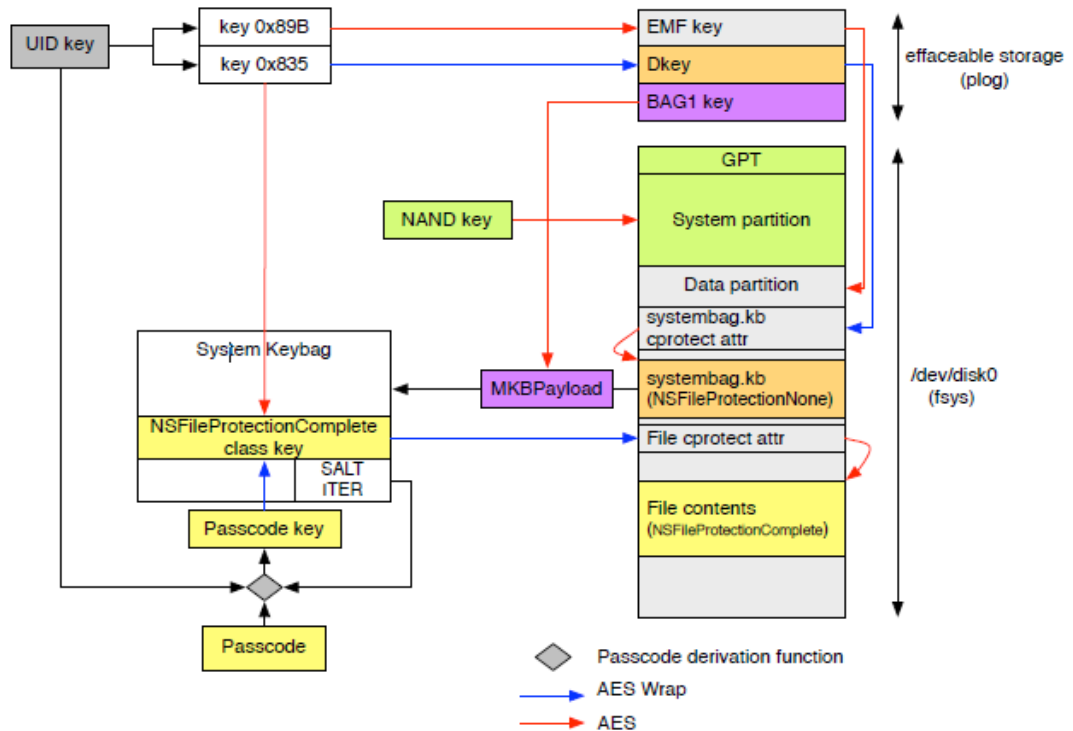 UID key
key 0x89B
key 0x835
EMF key
Dkey
BAG1 key
effaceable storage
(plog)
GPT
NAND key
System partition
Data partition
systembag.kb
cprotect attr
System Keybag
MKBPayload
systembag.kb
(NSFileProtectionNone)
/dev/disk0
(fsys)
NSFileProtectionComplete
class key
File cprotect attr
SALT
ITER
File contents
(NSFileProtectionComplete)
Passcode key
Passcode
Passcode derivation function
AES Wrap
AES